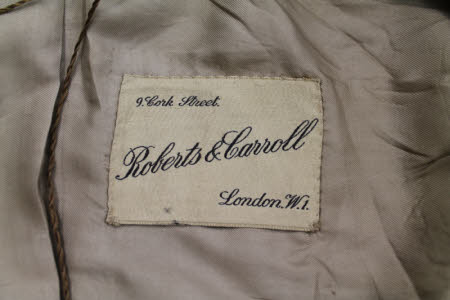 9. Cork Street.
Roberts & Carroll
London. W.1.